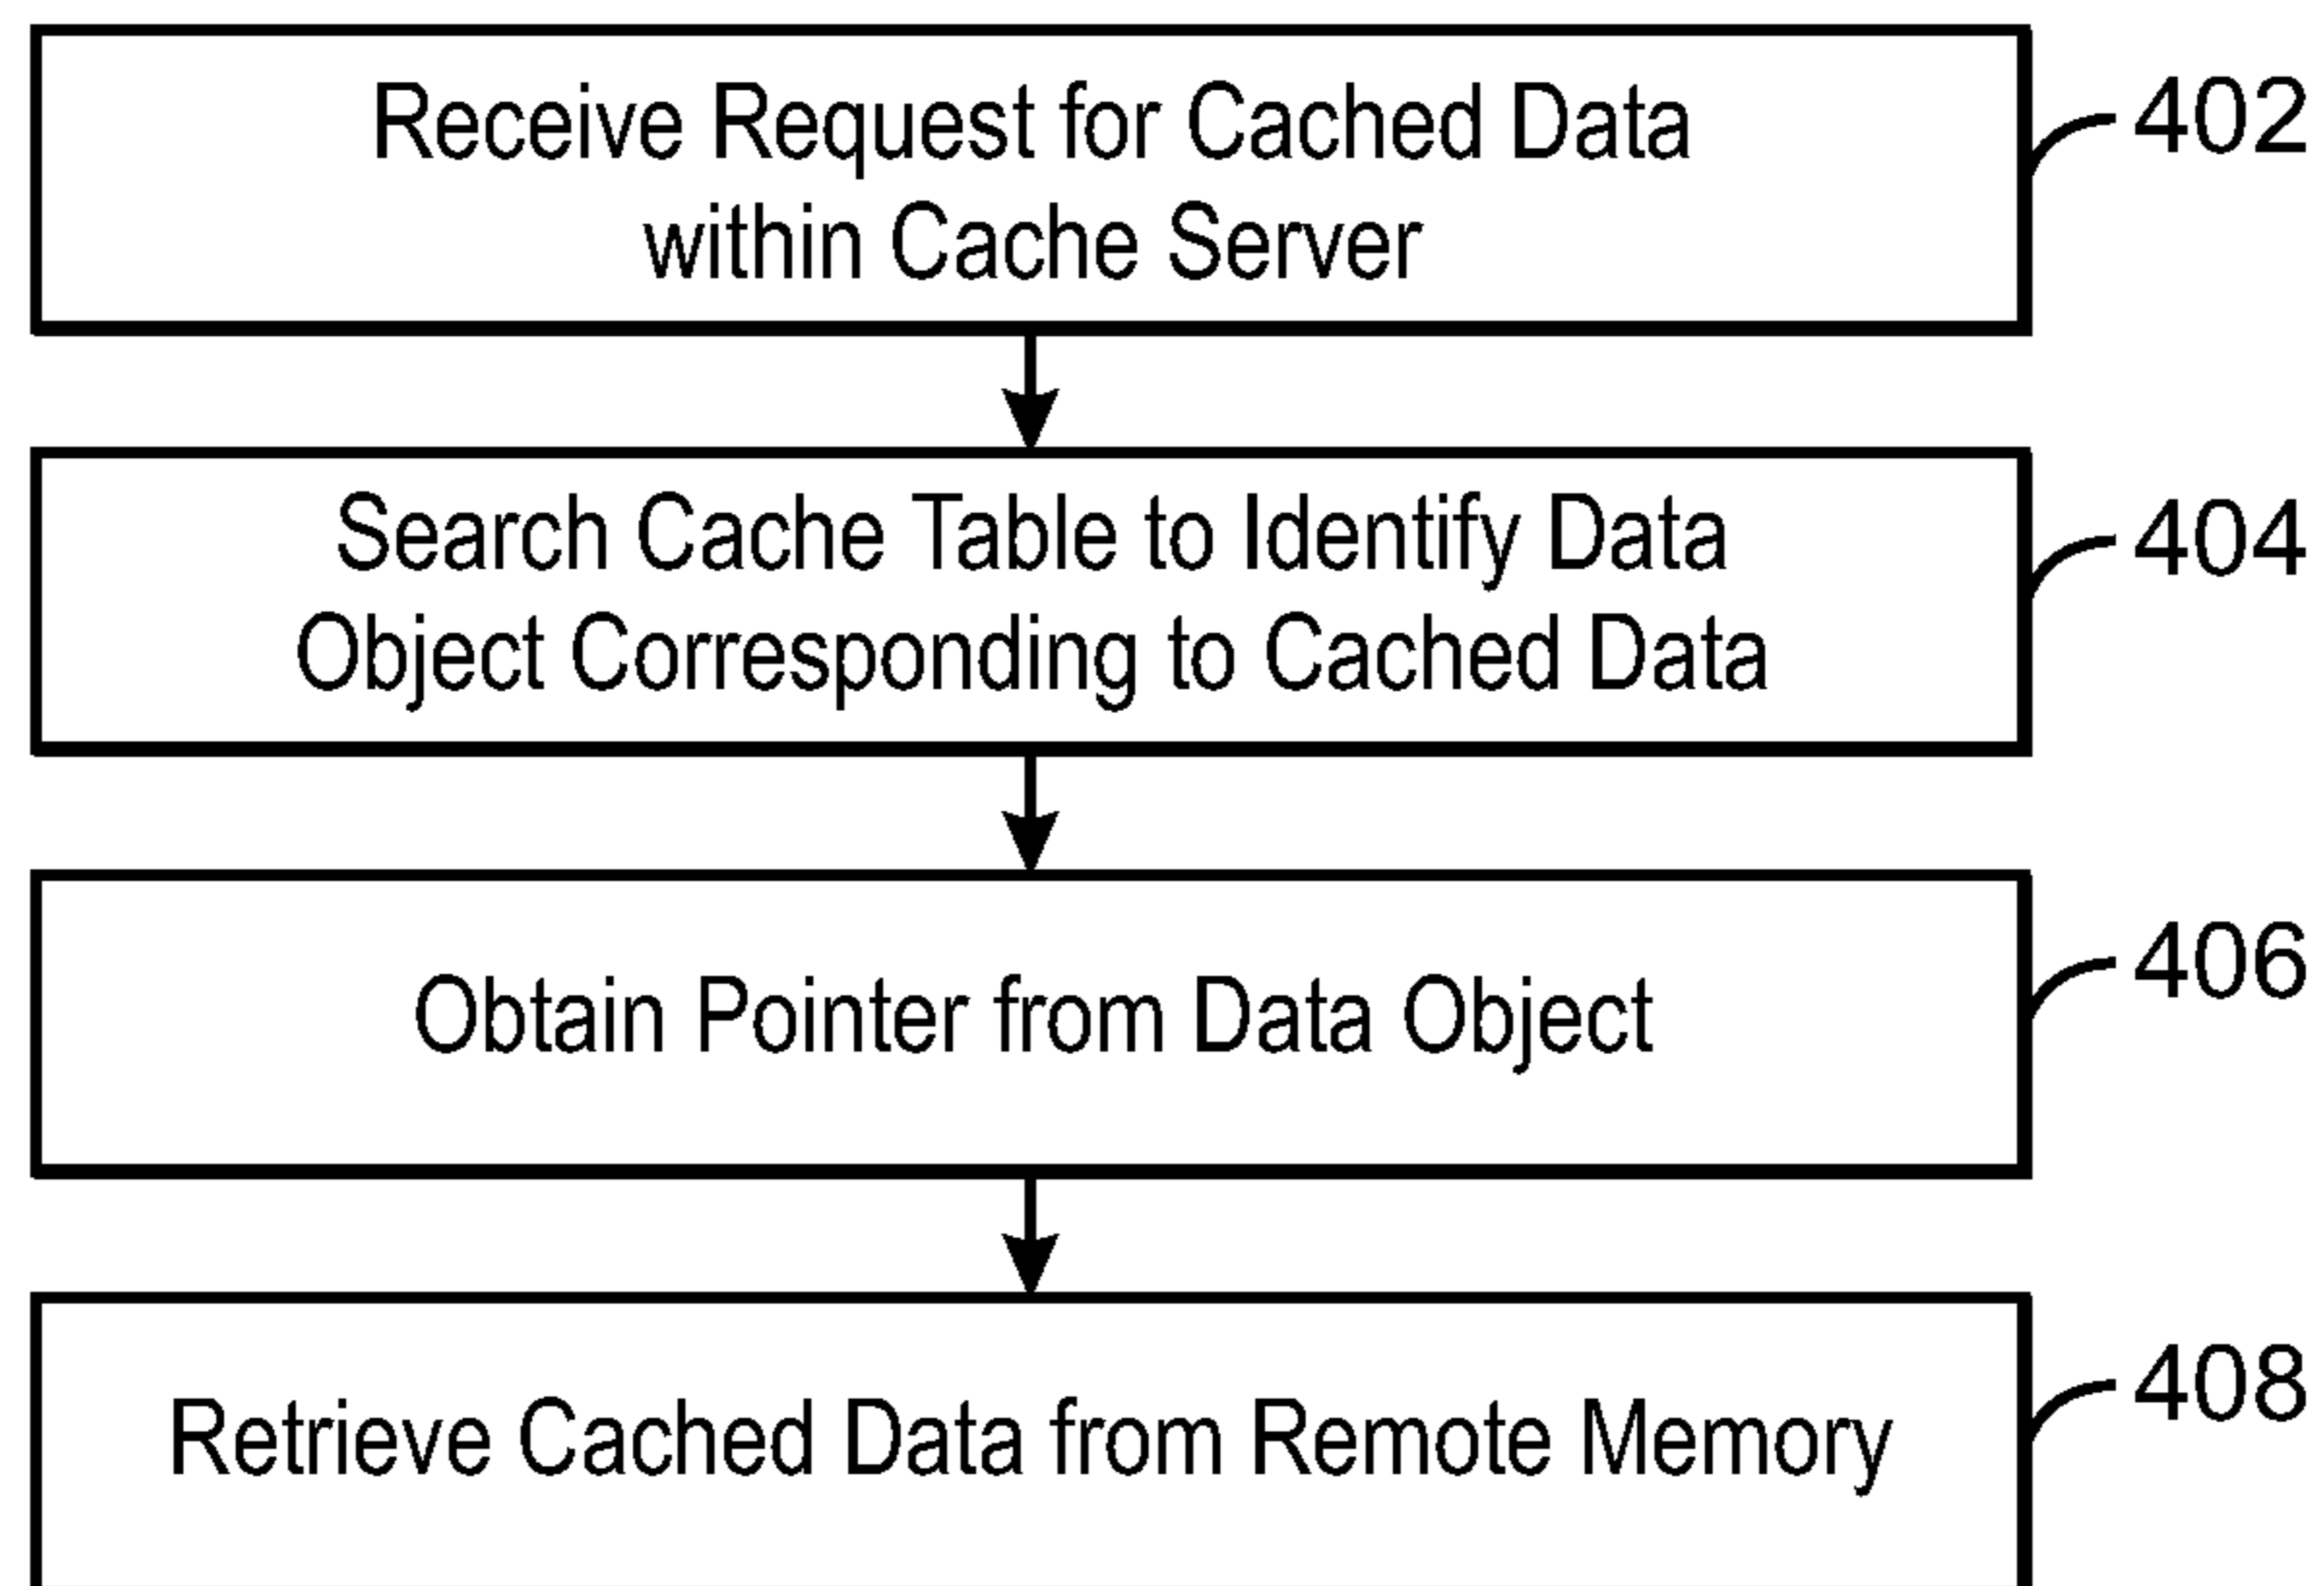 Receive Request for Cached Data
within Cache Server
402
Search Cache Table to Identify Data
Object Corresponding to Cached Data
404
Obtain Pointer from Data Object
406
Retrieve Cached Data from Remote Memory
408